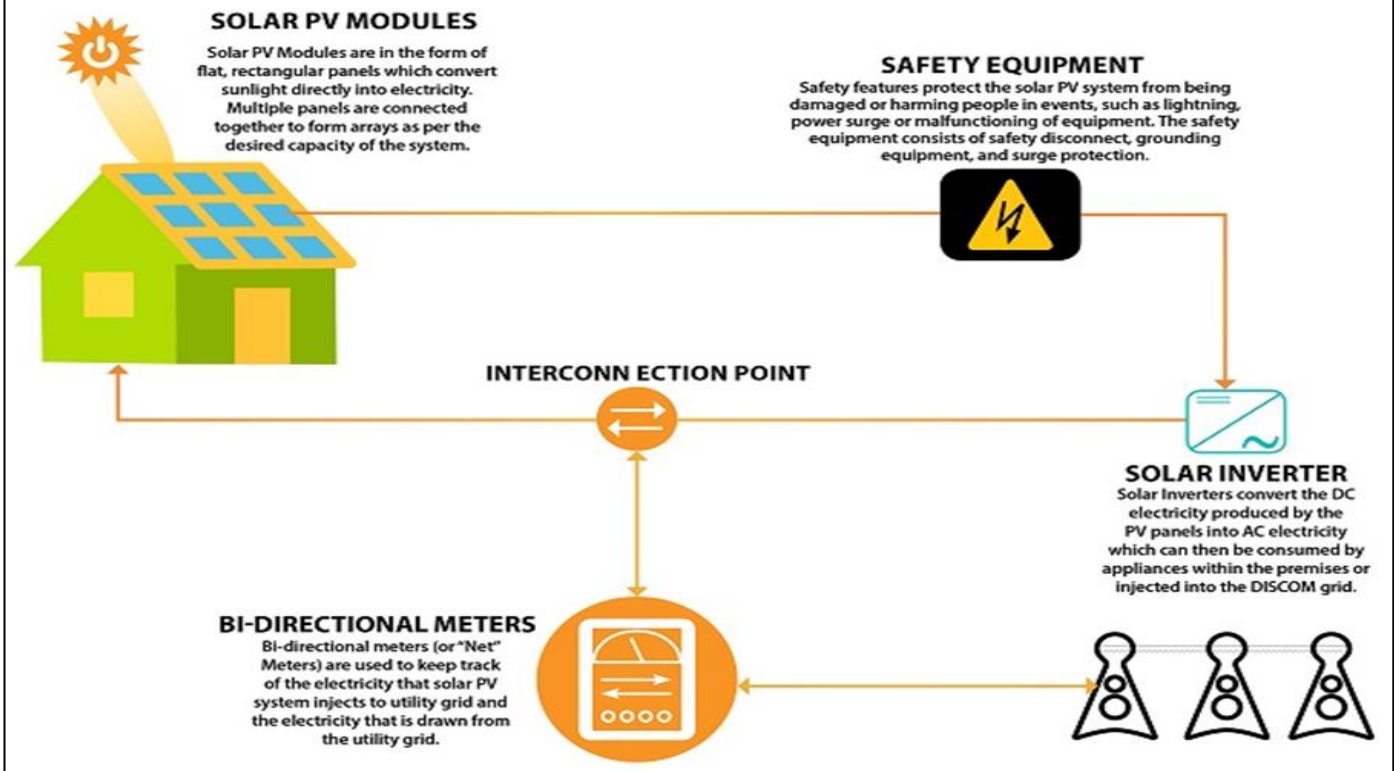 SOLAR PV MODULES
Solar PV Modules are in the form of
flat, rectangular panels which convert
sunlight directly into electricity.
Multiple panels are connected
together to form arrays as per the
desired capacity of the system.
SAFETY EQUIPMENT
Safety features protect the solar PV system from being
damaged or harming people in events, such as lightning,
power surge or malfunctioning of equipment. The safety
equipment consists of safety disconnect, grounding
equipment, and surge protection.
INTERCONN ECTION POINT
SOLAR INVERTER
Solar Inverters convert the DC
electricity produced by the
PV panels into AC electricity
which can then be consumed by
appliances within the premises or
injected into the DISCOM grid.
BI-DIRECTIONAL METERS
Bi-directional meters (or "Net"
Meters) are used to keep track
of the electricity that solar PV
system injects to utility grid and
the electricity that is drawn from
the utility grid.